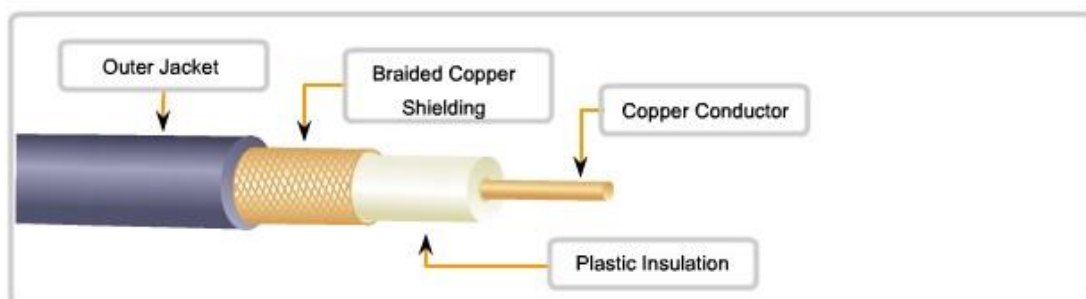 Outer Jacket
Braided Copper
Shielding
Copper Conductor
Plastic Insulation